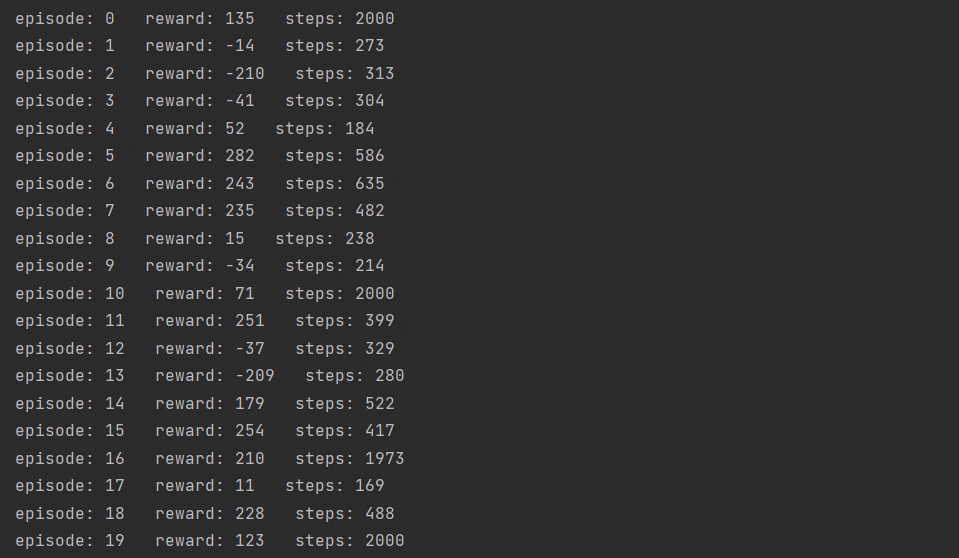 episode: 0   reward: 135   steps: 2000
episode: 1   reward: -14   steps: 273
episode: 2   reward: -210   steps: 313
episode: 3   reward: -41   steps: 304
episode: 4   reward: 52   steps: 184
episode: 5   reward: 282   steps: 586
episode: 6   reward: 243   steps: 635
episode: 7   reward: 235   steps: 482
episode: 8   reward: 15   steps: 238
episode: 9   reward: -34   steps: 214
episode: 10   reward: 71   steps: 2000
episode: 11   reward: 251   steps: 399
episode: 12   reward: -37   steps: 329
episode: 13   reward: -209   steps: 280
episode: 14   reward: 179   steps: 522
episode: 15   reward: 254   steps: 417
episode: 16   reward: 210   steps: 1973
episode: 17   reward: 11   steps: 169
episode: 18   reward: 228   steps: 488
episode: 19   reward: 123   steps: 2000